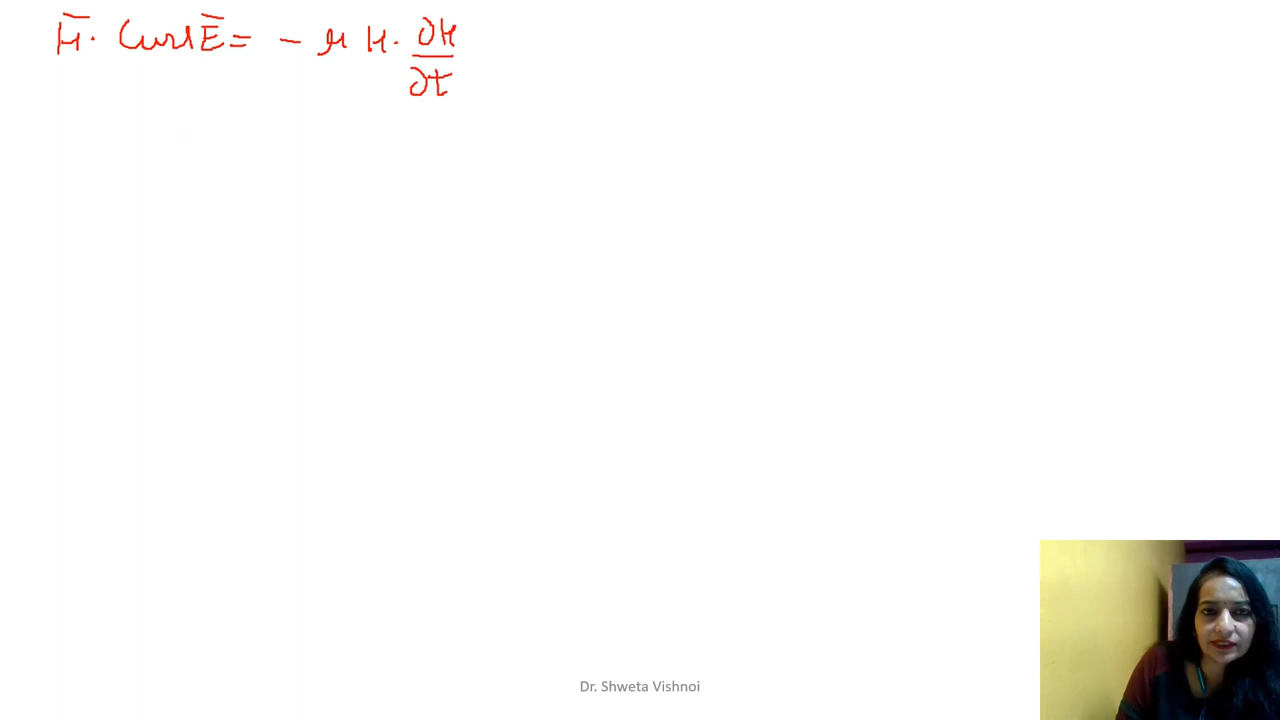 H̅. Curl E̅ = - μ H. ∂H/∂t
Dr. Shweta Vishnoi